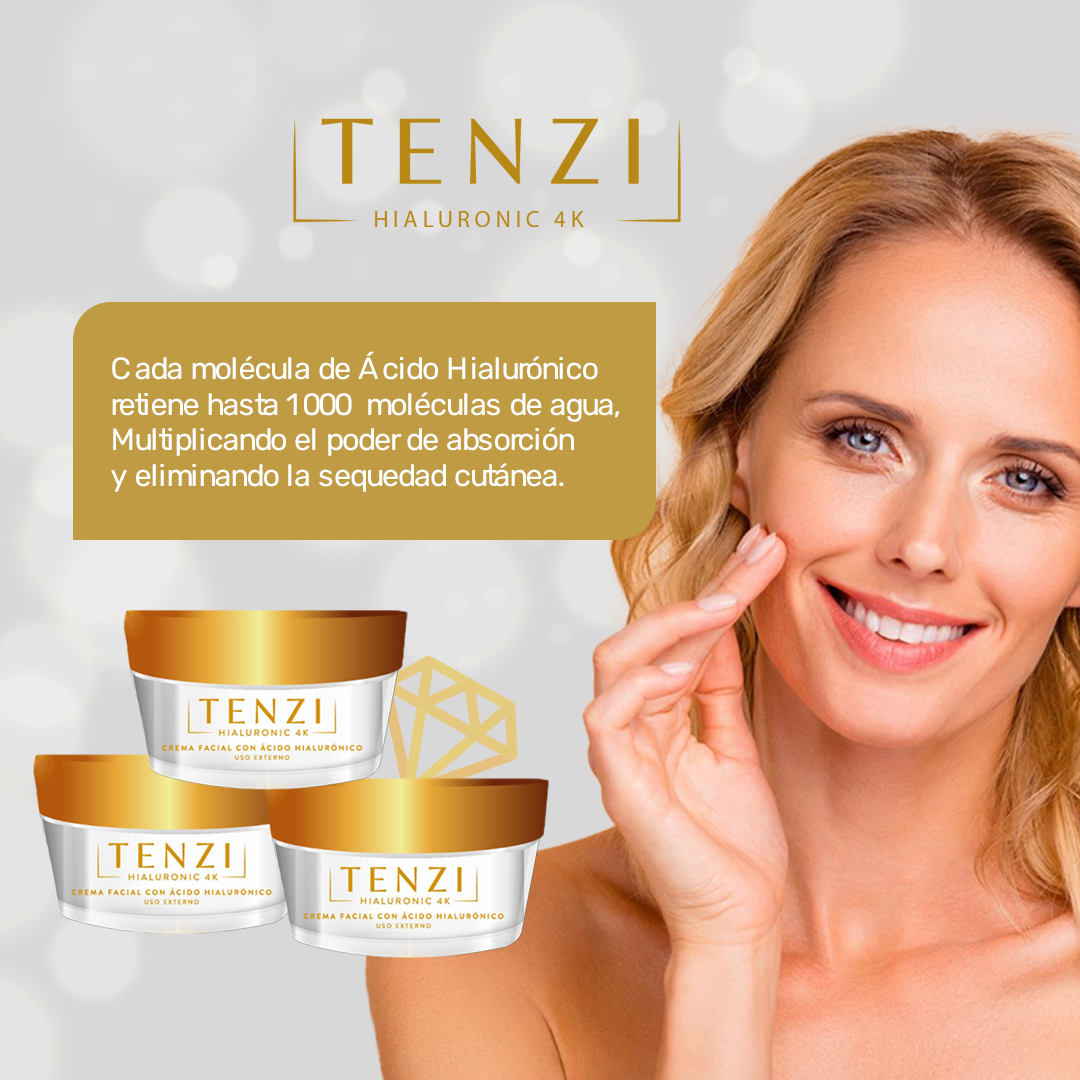 TENZI
HIALURONIC 4K
Cada molécula de Ácido Hialurónico
retiene hasta 1000 moléculas de agua,
Multiplicando el poder de absorción
y eliminando la sequedad cutánea.
TENZI
HIALURONIC 4K
CREMA FACIAL CON ÁCIDO HIALURÓNICO
USO EXTERNO
TENZI
HIALURONIC 4K
CREMA FACIAL CON ÁCIDO HIALURÓNICO
USO EXTERNO
TENZI
HIALURONIC 4K
CREMA FACIAL CON ÁCIDO HIALURÓNICO
USO EXTERNO